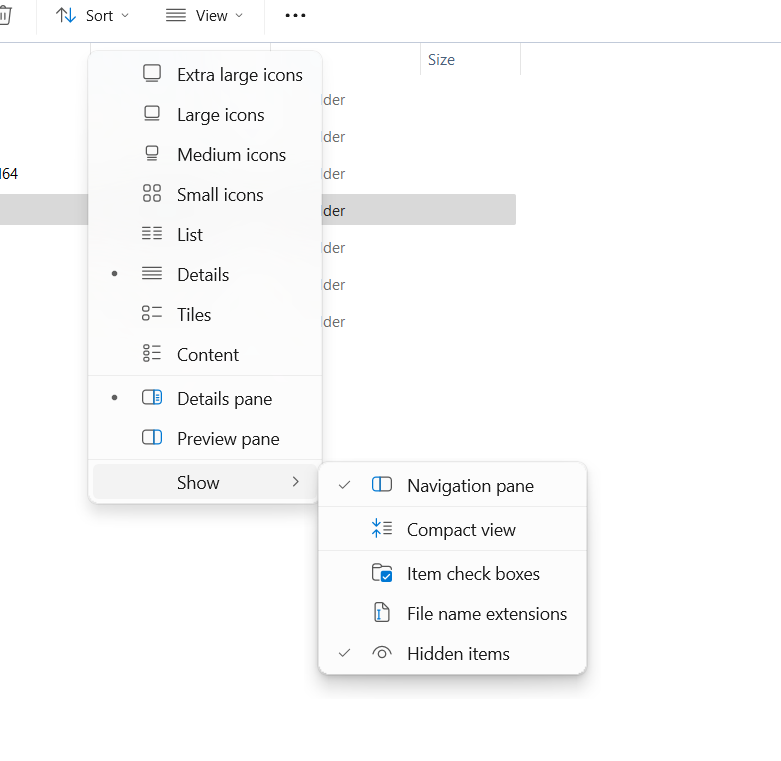 Sort
View
Size
Extra large icons
Large icons
Medium icons
Small icons
List
Details
Tiles
Content
Details pane
Preview pane
Show
Navigation pane
Compact view
Item check boxes
File name extensions
Hidden items
lder
lder
64
lder
lder
lder
lder
lder